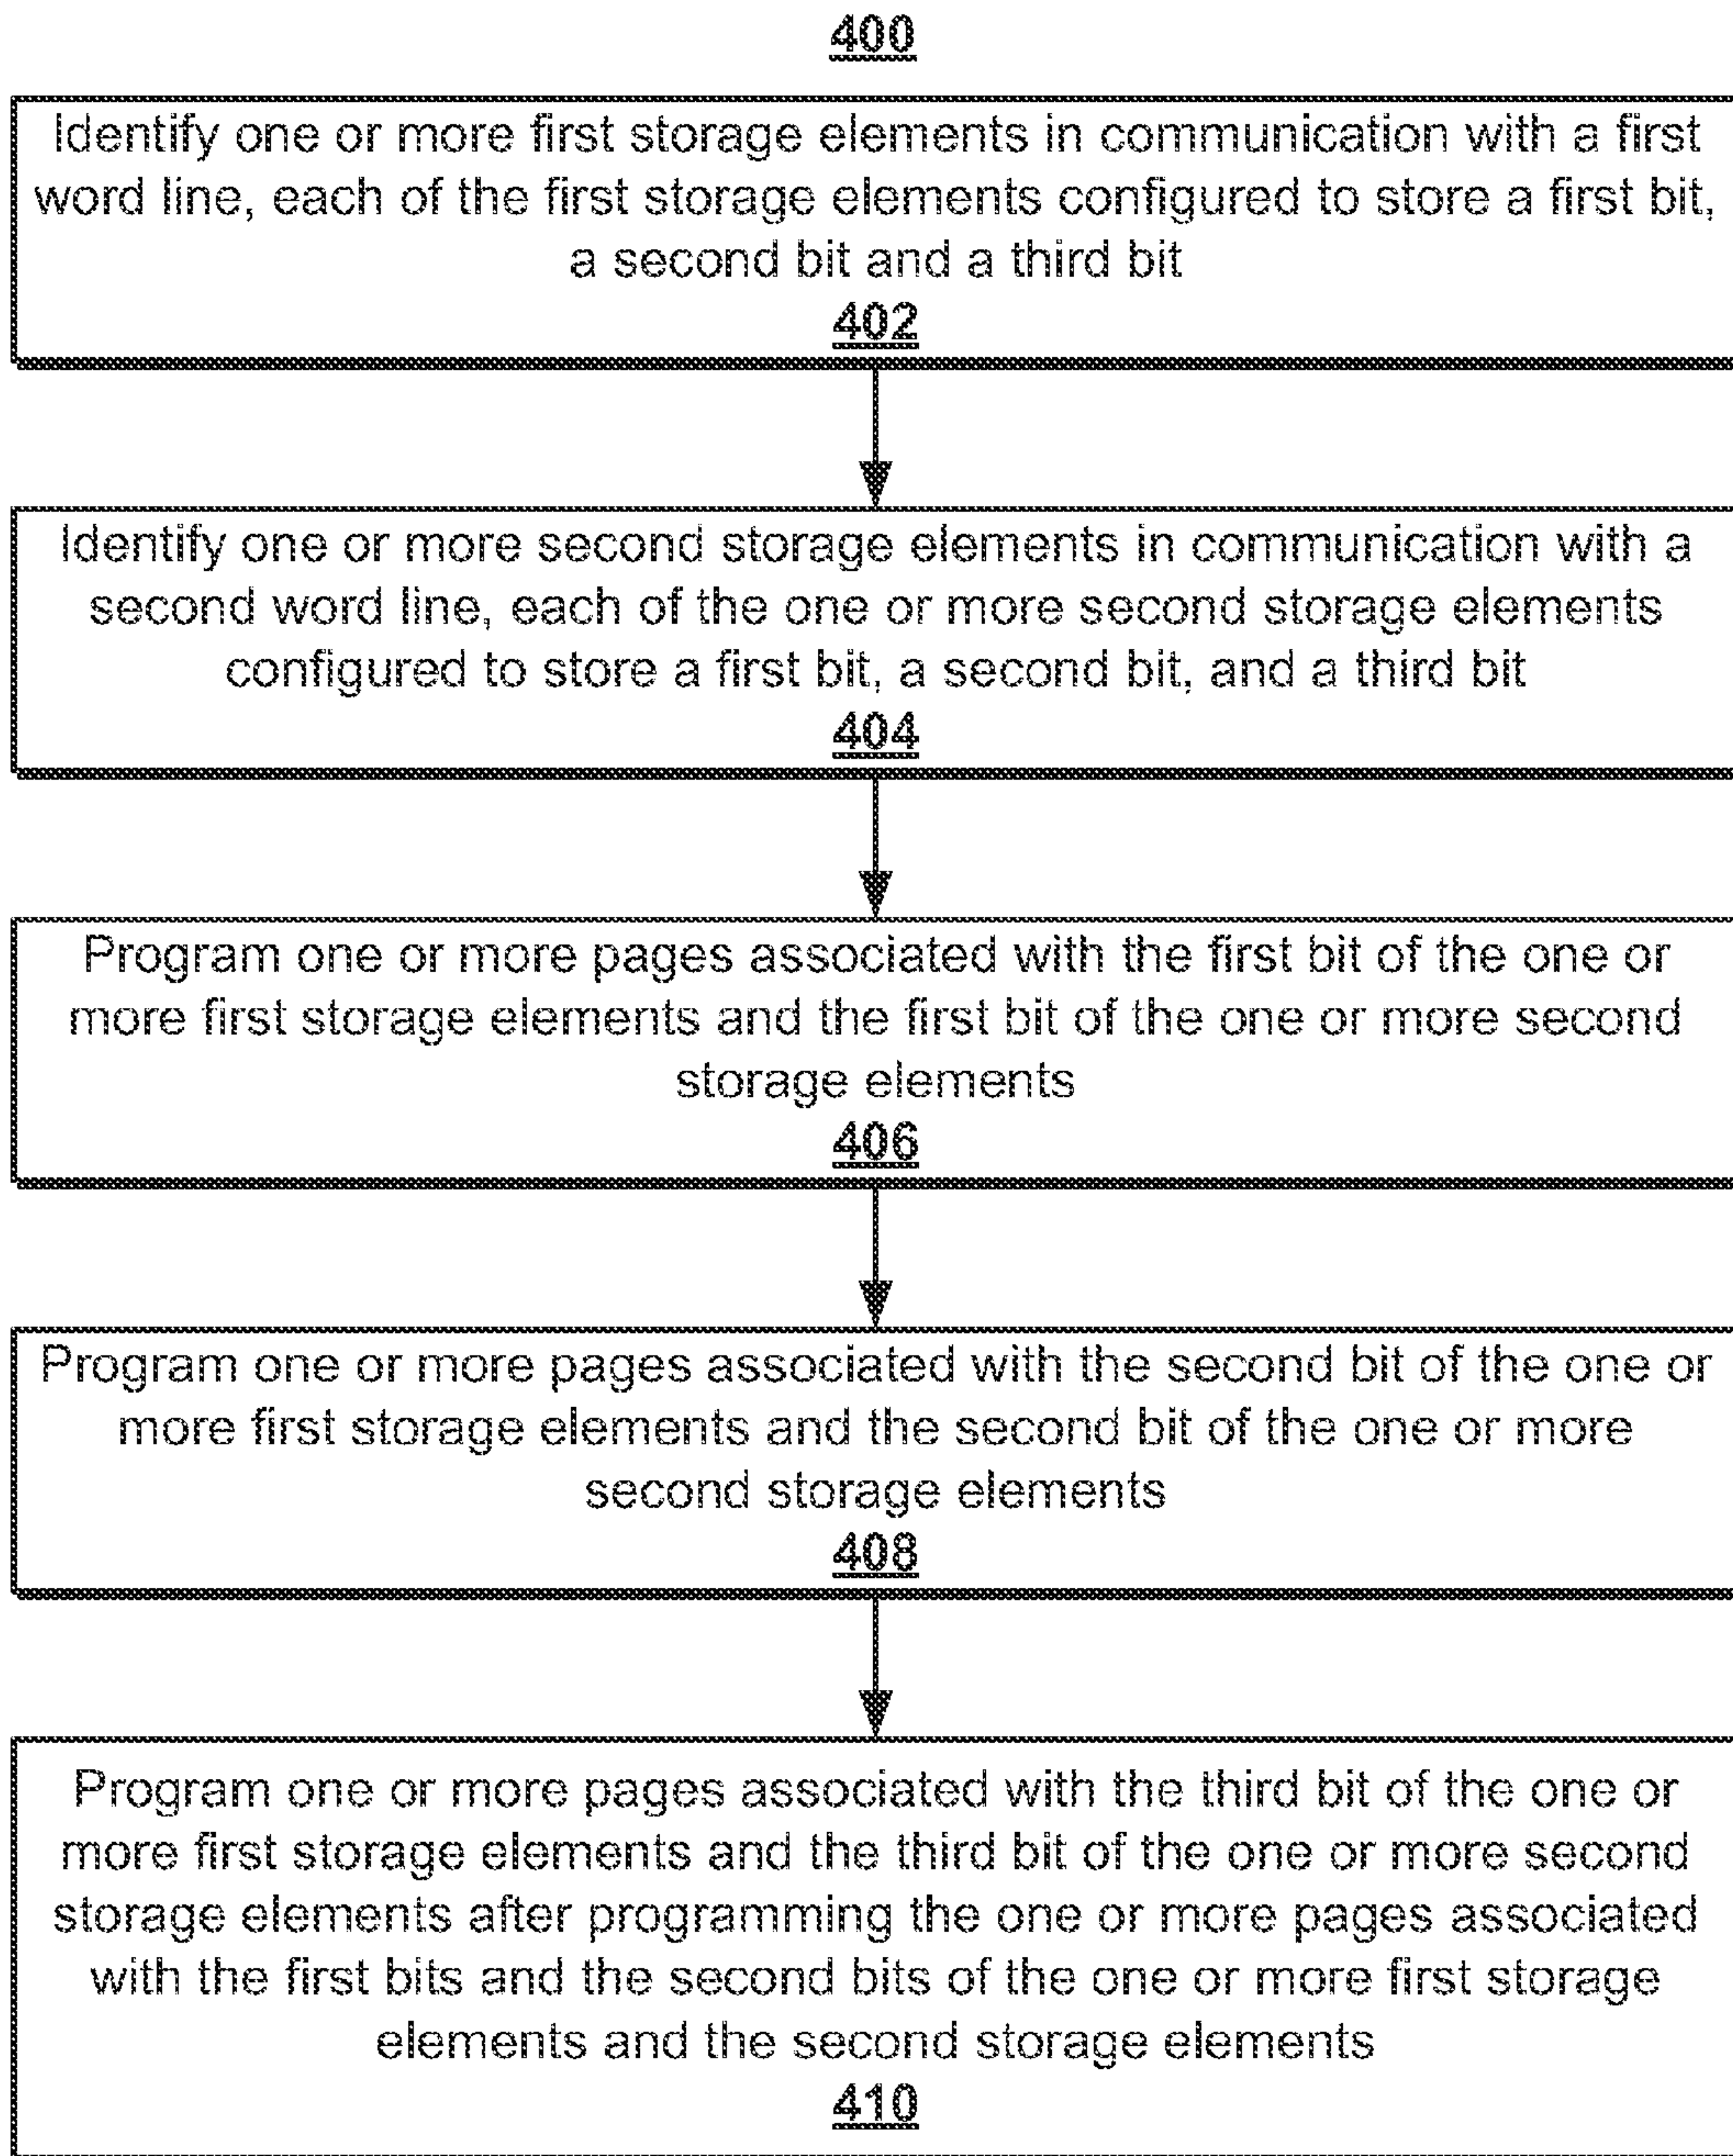 400
Identify one or more first storage elements in communication with a first
word line, each of the first storage elements configured to store a first bit,
a second bit and a third bit
402
Identify one or more second storage elements in communication with a
second word line, each of the one or more second storage elements
configured to store a first bit, a second bit, and a third bit
404
Program one or more pages associated with the first bit of the one or
more first storage elements and the first bit of the one or more second
storage elements
406
Program one or more pages associated with the second bit of the one or
more first storage elements and the second bit of the one or more
second storage elements
408
Program one or more pages associated with the third bit of the one or
more first storage elements and the third bit of the one or more second
storage elements after programming the one or more pages associated
with the first bits and the second bits of the one or more first storage
elements and the second storage elements
410